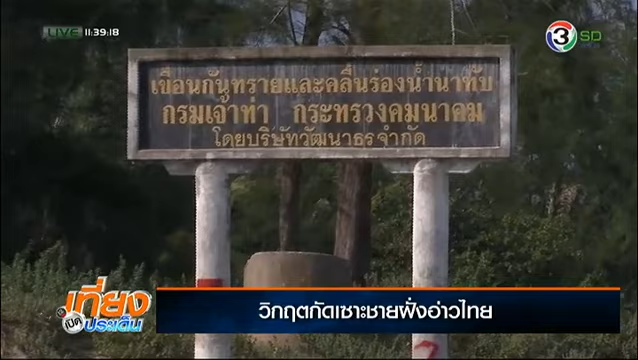 LIVE 11:39:18
3 SD
เขื่อนกันทรายและคลื่นร่องน้ำนาทับ
กรมเจ้าท่า กระทรวงคมนาคม
โดยบริษัทวัฒนาธรจำกัด
เที่ยง
เปิด
ประเด็น
วิกฤตกัดเซาะชายฝั่งอ่าวไทย